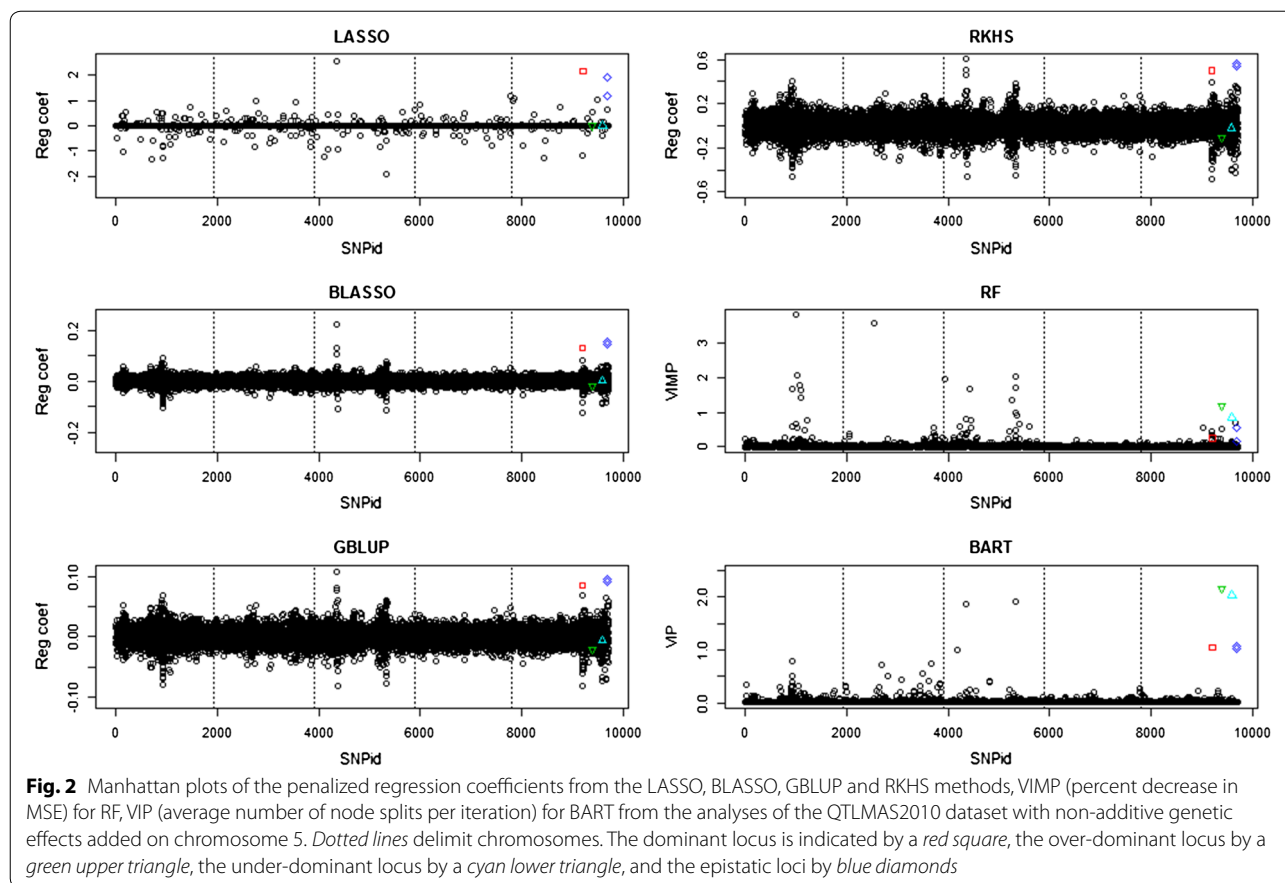 LASSO
2
1
0
-1
-2
Reg coef
0 2000 4000 6000 8000 10000
SNPid
RKHS
0.6
0.2
-0.2
-0.6
Reg coef
0 2000 4000 6000 8000 10000
SNPid
BLASSO
0.2
0.0
-0.2
Reg coef
0 2000 4000 6000 8000 10000
SNPid
RF
3
2
1
0
VIMP
0 2000 4000 6000 8000 10000
SNPid
GBLUP
0.10
0.00
-0.10
Reg coef
0 2000 4000 6000 8000 10000
SNPid
BART
2.0
1.0
0.0
VIP
0 2000 4000 6000 8000 10000
SNPid
Fig. 2 Manhattan plots of the penalized regression coefficients from the LASSO, BLASSO, GBLUP and RKHS methods, VIMP (percent decrease in
MSE) for RF, VIP (average number of node splits per iteration) for BART from the analyses of the QTLMAS2010 dataset with non-additive genetic
effects added on chromosome 5. Dotted lines delimit chromosomes. The dominant locus is indicated by a red square, the over-dominant locus by a
green upper triangle, the under-dominant locus by a cyan lower triangle, and the epistatic loci by blue diamonds